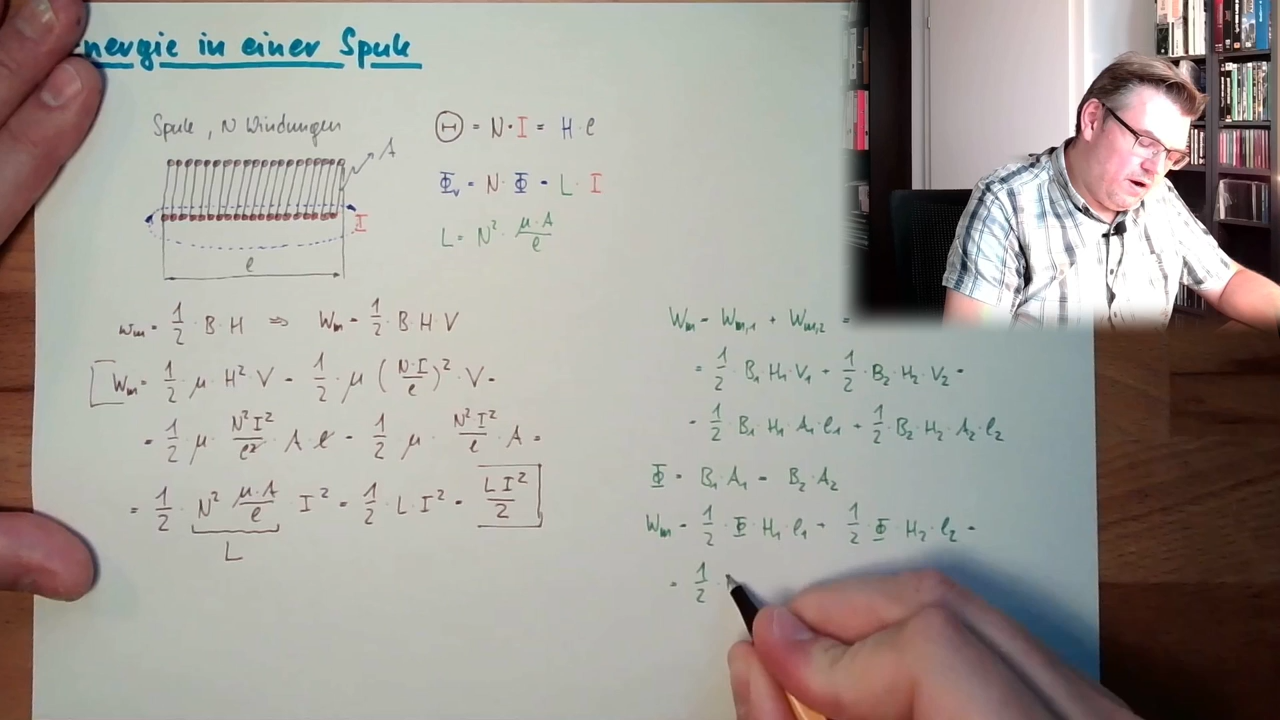 Energie in einer Spule
Spule, N Windungen
A
I
l
Θ = N · I = H · l
Φᵥ = N · Φ = L · I
L = N² · μ·A/l
wₘ = 1/2 · B · H ⇒ Wₘ = 1/2 · B · H · V
Wₘ = 1/2 · μ · H² · V = 1/2 · μ · (N·I/l)² · V =
= 1/2 · μ · N²I²/l² · A · l = 1/2 · μ · N²I²/l · A =
= 1/2 · N² μ·A/l · I² = 1/2 · L · I² = LI²/2
L
Wₘ = Wₘ,₁ + Wₘ,₂ =
= 1/2 · B₁ · H₁ · V₁ + 1/2 · B₂ · H₂ · V₂ =
= 1/2 · B₁ · H₁ · A₁ · l₁ + 1/2 · B₂ · H₂ · A₂ · l₂
Φ = B₁ · A₁ = B₂ · A₂
Wₘ = 1/2 · Φ · H₁ · l₁ + 1/2 · Φ · H₂ · l₂ =
= 1/2 ·